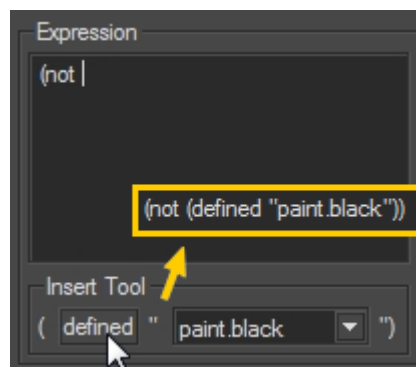 Expression
(not
(not (defined "paint.black"))
Insert Tool
( defined " paint.black ")